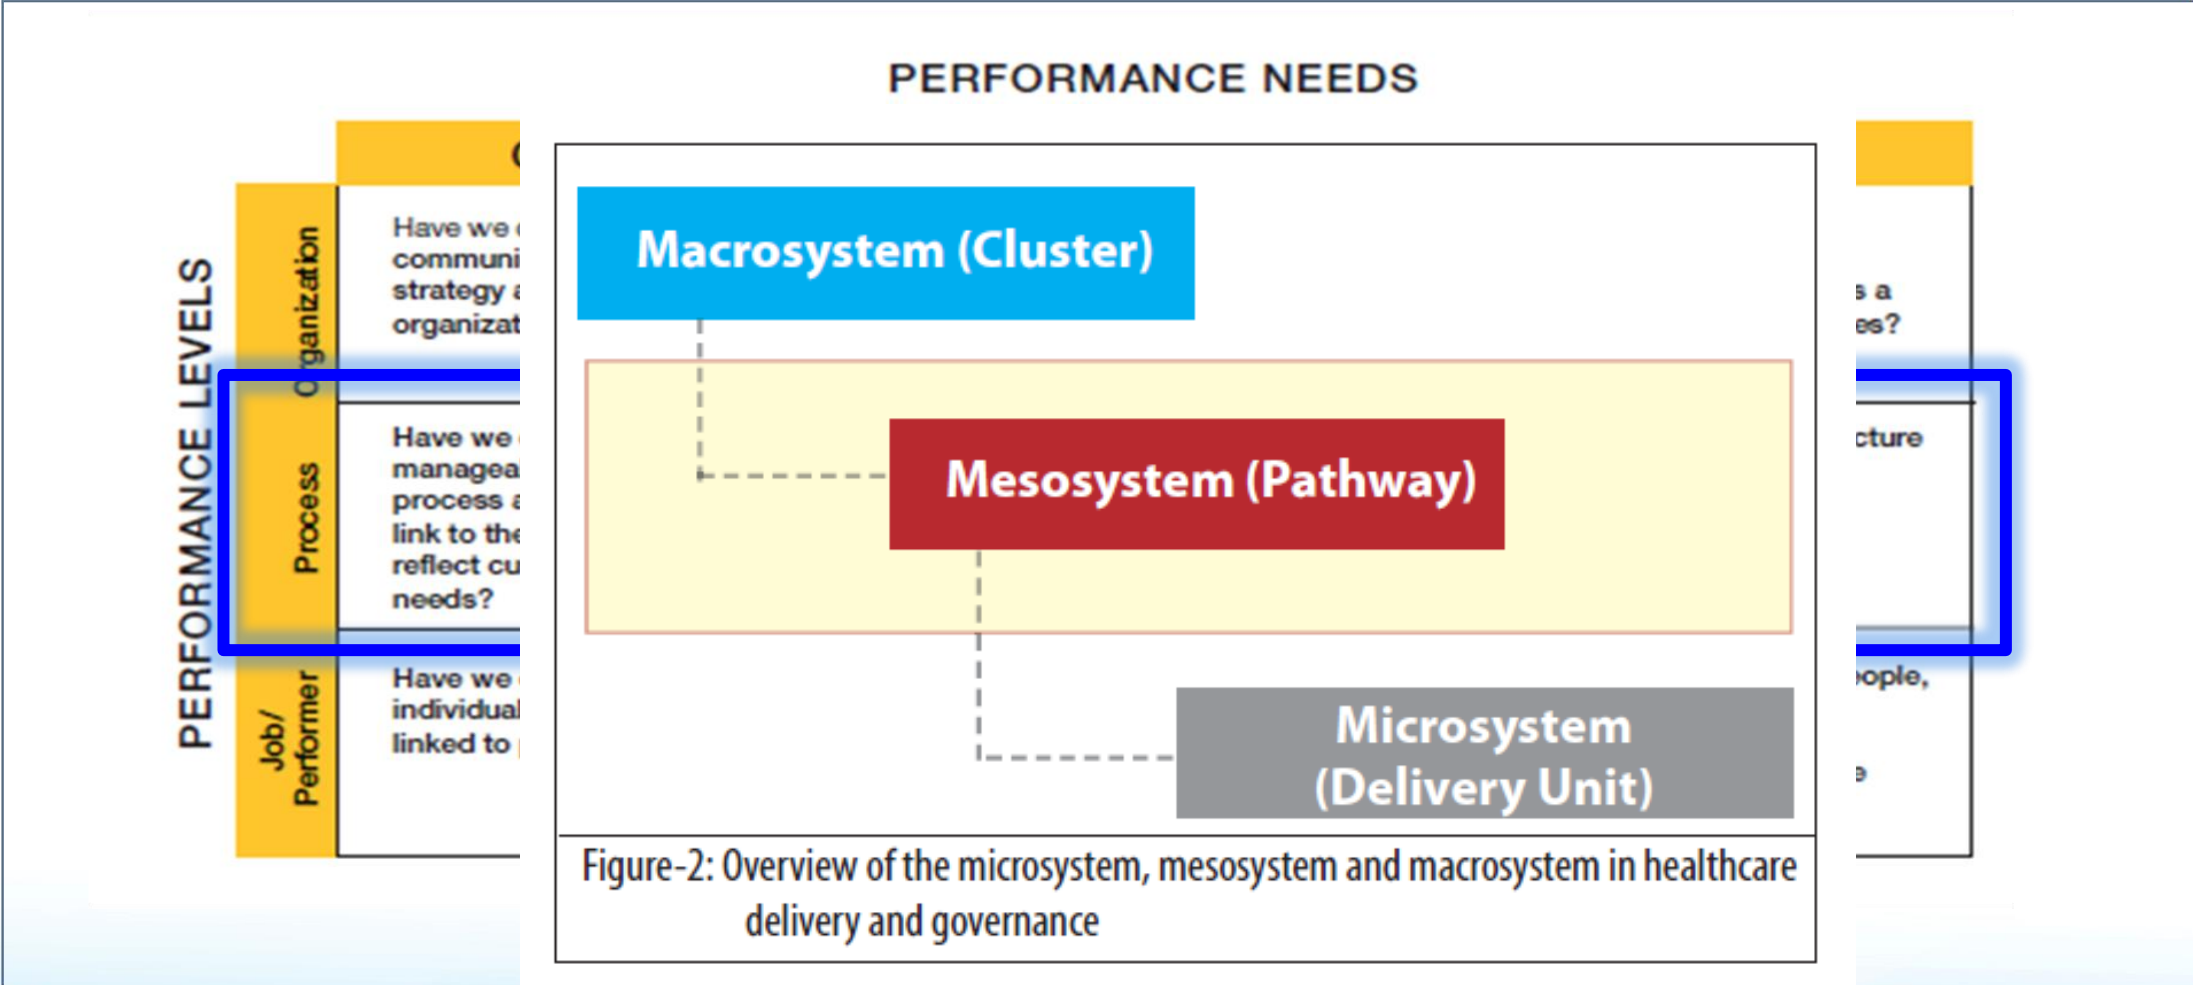 PERFORMANCE NEEDS
PERFORMANCE LEVELS
Organization
Have we
communi
strategy
organizat
s a
es?
Process
Have we
managea
process
link to the
reflect cu
needs?
cture
Job/
Performer
Have we
individual
linked to
eople,
e
Macrosystem (Cluster)
Mesosystem (Pathway)
Microsystem
(Delivery Unit)
Figure-2: Overview of the microsystem, mesosystem and macrosystem in healthcare
delivery and governance